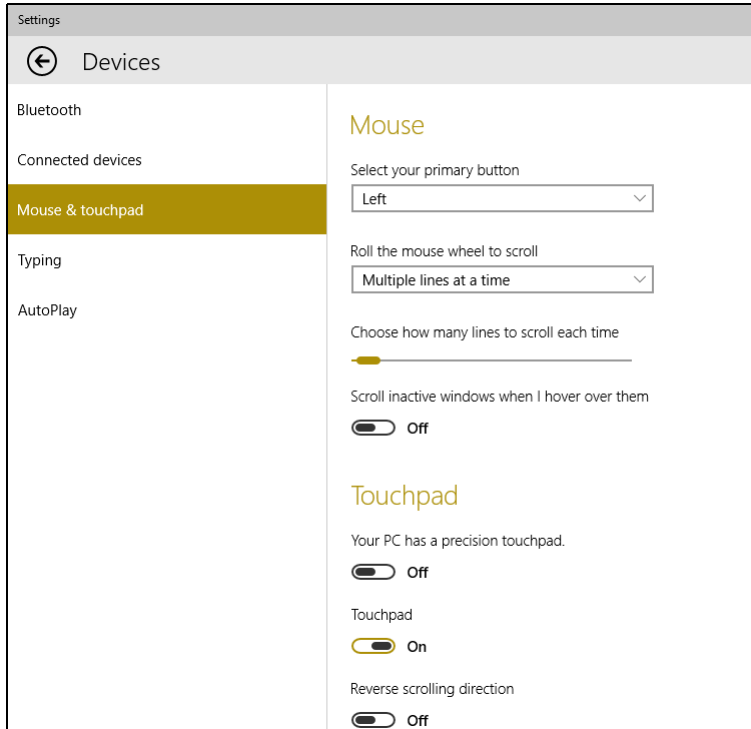 Settings
Devices
Bluetooth
Connected devices
Mouse & touchpad
Typing
AutoPlay
Mouse
Select your primary button
Left
Roll the mouse wheel to scroll
Multiple lines at a time
Choose how many lines to scroll each time
Scroll inactive windows when I hover over them
Off
Touchpad
Your PC has a precision touchpad.
Off
Touchpad
On
Reverse scrolling direction
Off